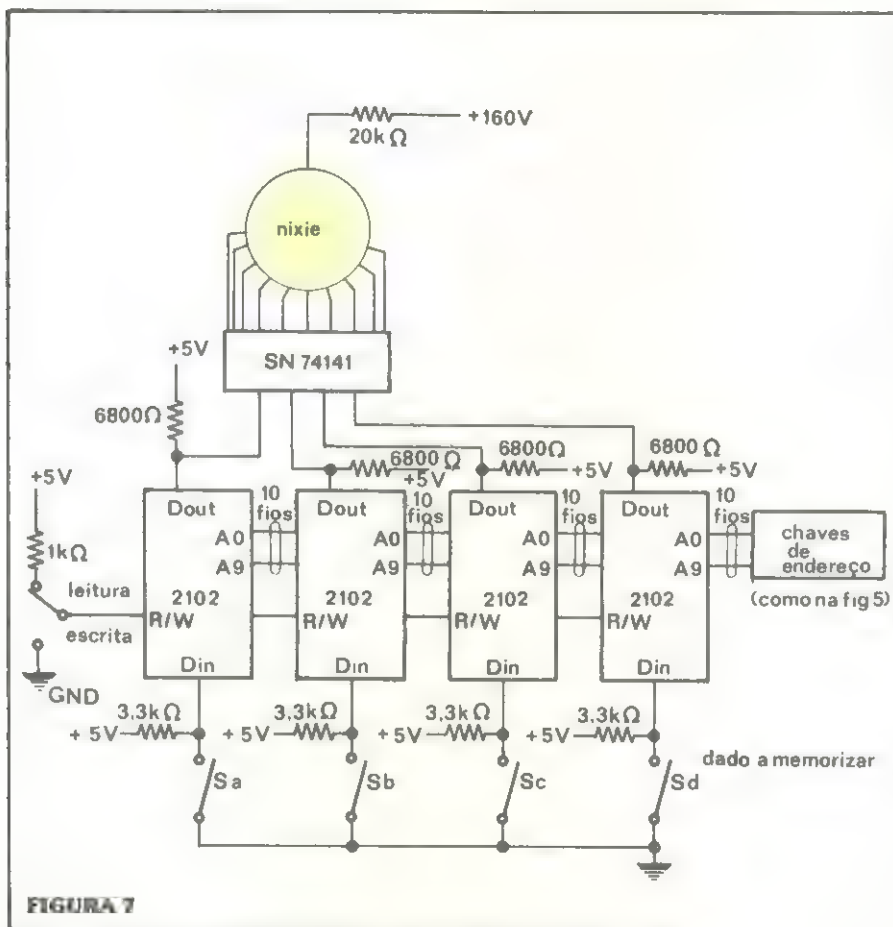 +160V
20kΩ
nixie
+5V
SN 74141
6800Ω
6800Ω
+5V
6800Ω
+5V
6800Ω
+5V
+5V
1kΩ
leitura
escrita
GND
Dout
A0
A9
2102
R/W
Din
10
fios
Dout
A0
A9
2102
R/W
Din
10
fios
Dout
A0
A9
2102
R/W
Din
10
fios
Dout
A0
A9
2102
R/W
Din
10
fios
chaves
de
endereço
(como na fig 5)
3,3kΩ
+5V
3,3kΩ
+5V
3,3kΩ
+5V
3,3kΩ
+5V
Sa
Sb
Sc
Sd
dado a memorizar
FIGURA 7